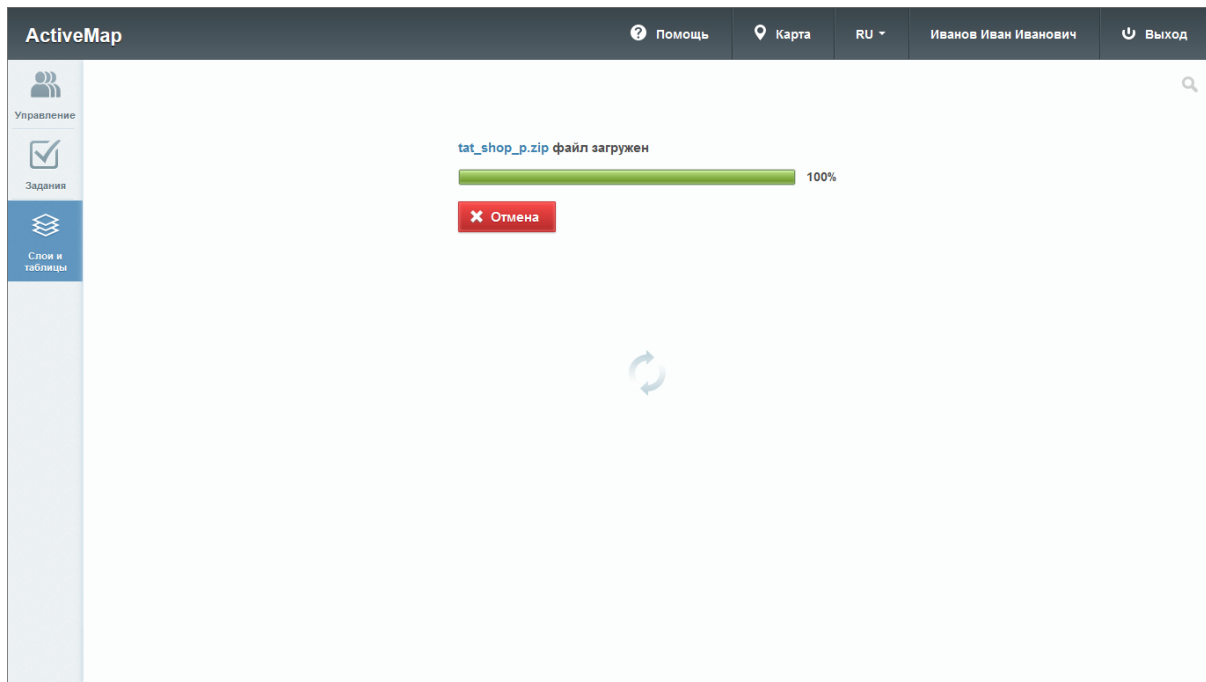 ActiveMap
Помощь
Карта
RU
Иванов Иван Иванович
Выход
Управление
Задания
Слои и
таблицы
tat_shop_p.zip файл загружен
100%
Отмена